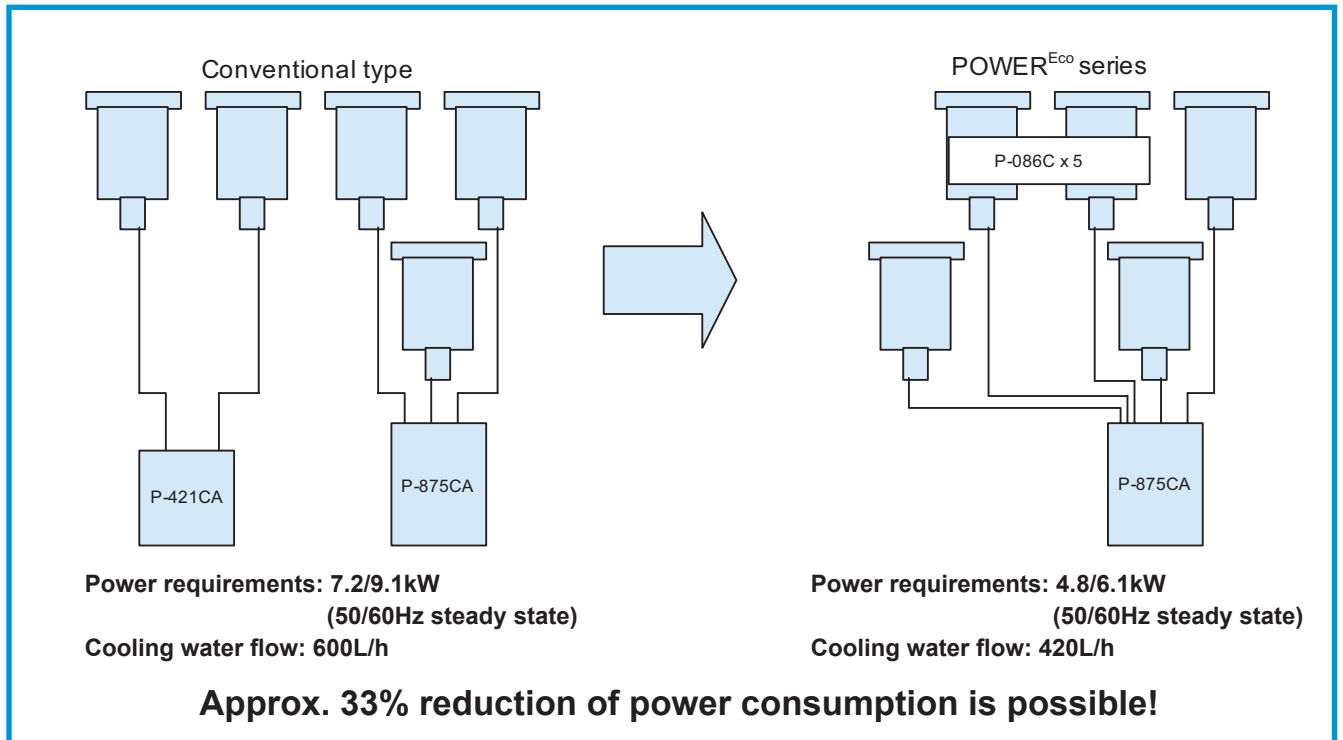 Conventional type
P-421CA
P-875CA
Power requirements: 7.2/9.1kW
(50/60Hz steady state)
Cooling water flow: 600L/h
POWER^Eco series
P-086C x 5
P-875CA
Power requirements: 4.8/6.1kW
(50/60Hz steady state)
Cooling water flow: 420L/h
Approx. 33% reduction of power consumption is possible!